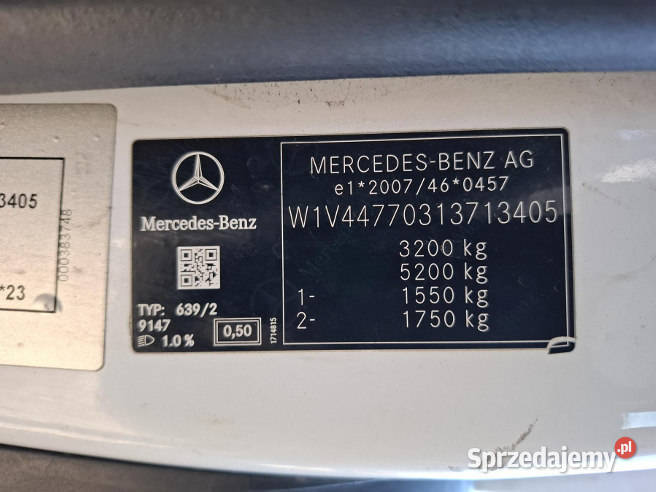 3405
*23
000383748
Mercedes-Benz
TYP: 639/2
9147
1.0%
0,50
1714815
MERCEDES-BENZ AG
e1*2007/46*0457
W1V44770313713405
3200 kg
5200 kg
1- 1550 kg
2- 1750 kg
Sprzedajemy.pl